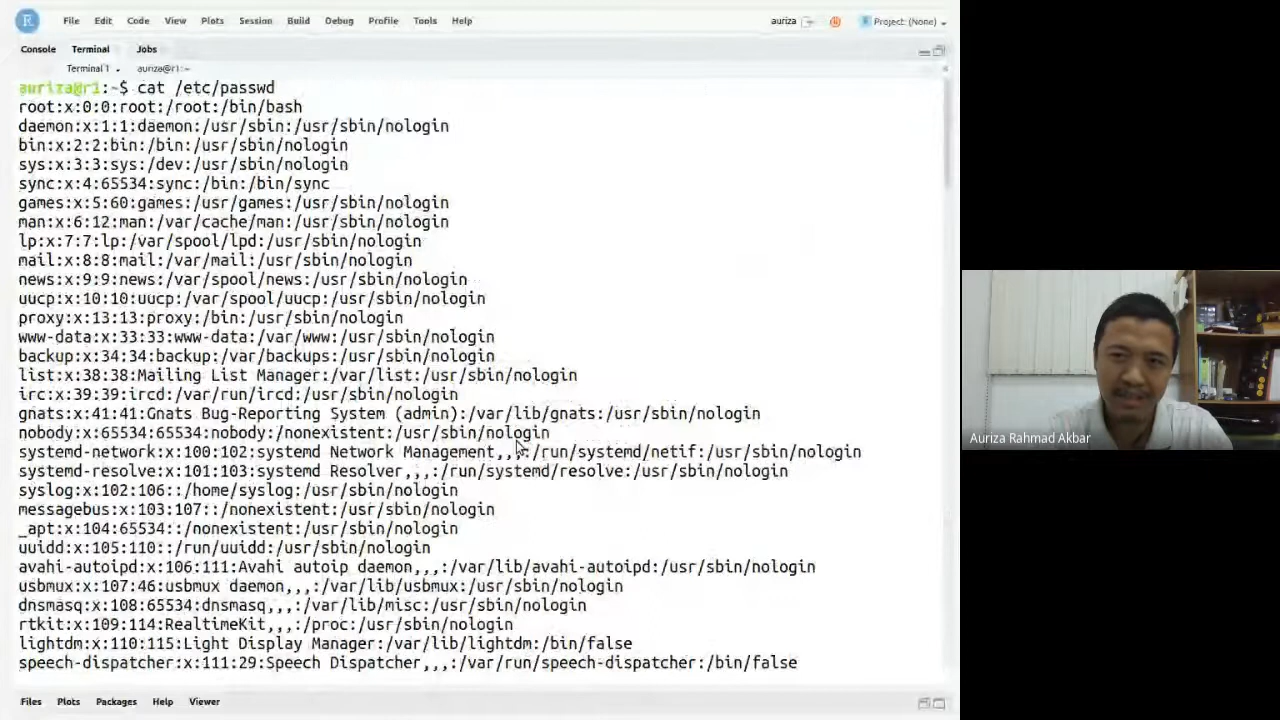 File Edit Code View Plots Session Build Debug Profile Tools Help
auriza
Project: (None)
Console Terminal Jobs
Terminal 1 auriza@r1:~
auriza@r1:~$ cat /etc/passwd
root:x:0:0:root:/root:/bin/bash
daemon:x:1:1:daemon:/usr/sbin:/usr/sbin/nologin
bin:x:2:2:bin:/bin:/usr/sbin/nologin
sys:x:3:3:sys:/dev:/usr/sbin/nologin
sync:x:4:65534:sync:/bin:/bin/sync
games:x:5:60:games:/usr/games:/usr/sbin/nologin
man:x:6:12:man:/var/cache/man:/usr/sbin/nologin
lp:x:7:7:lp:/var/spool/lpd:/usr/sbin/nologin
mail:x:8:8:mail:/var/mail:/usr/sbin/nologin
news:x:9:9:news:/var/spool/news:/usr/sbin/nologin
uucp:x:10:10:uucp:/var/spool/uucp:/usr/sbin/nologin
proxy:x:13:13:proxy:/bin:/usr/sbin/nologin
www-data:x:33:33:www-data:/var/www:/usr/sbin/nologin
backup:x:34:34:backup:/var/backups:/usr/sbin/nologin
list:x:38:38:Mailing List Manager:/var/list:/usr/sbin/nologin
irc:x:39:39:ircd:/var/run/ircd:/usr/sbin/nologin
gnats:x:41:41:Gnats Bug-Reporting System (admin):/var/lib/gnats:/usr/sbin/nologin
nobody:x:65534:65534:nobody:/nonexistent:/usr/sbin/nologin
systemd-network:x:100:102:systemd Network Management,,,:/run/systemd/netif:/usr/sbin/nologin
systemd-resolve:x:101:103:systemd Resolver,,,:/run/systemd/resolve:/usr/sbin/nologin
syslog:x:102:106::/home/syslog:/usr/sbin/nologin
messagebus:x:103:107::/nonexistent:/usr/sbin/nologin
_apt:x:104:65534::/nonexistent:/usr/sbin/nologin
uuidd:x:105:110::/run/uuidd:/usr/sbin/nologin
avahi-autoipd:x:106:111:Avahi autoip daemon,,,:/var/lib/avahi-autoipd:/usr/sbin/nologin
usbmux:x:107:46:usbmux daemon,,,:/var/lib/usbmux:/usr/sbin/nologin
dnsmasq:x:108:65534:dnsmasq,,,:/var/lib/misc:/usr/sbin/nologin
rtkit:x:109:114:RealtimeKit,,,:/proc:/usr/sbin/nologin
lightdm:x:110:115:Light Display Manager:/var/lib/lightdm:/bin/false
speech-dispatcher:x:111:29:Speech Dispatcher,,,:/var/run/speech-dispatcher:/bin/false
Files Plots Packages Help Viewer
Auriza Rahmad Akbar